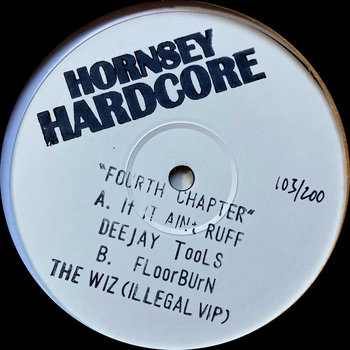 HORNSEY
HARDCORE
"FOURTH CHAPTER"
A. If iT AiNt RUFF
DEEJAY TooLS
B. FLoorBUrN
THE WIZ (ILLEGAL VIP)
103/200